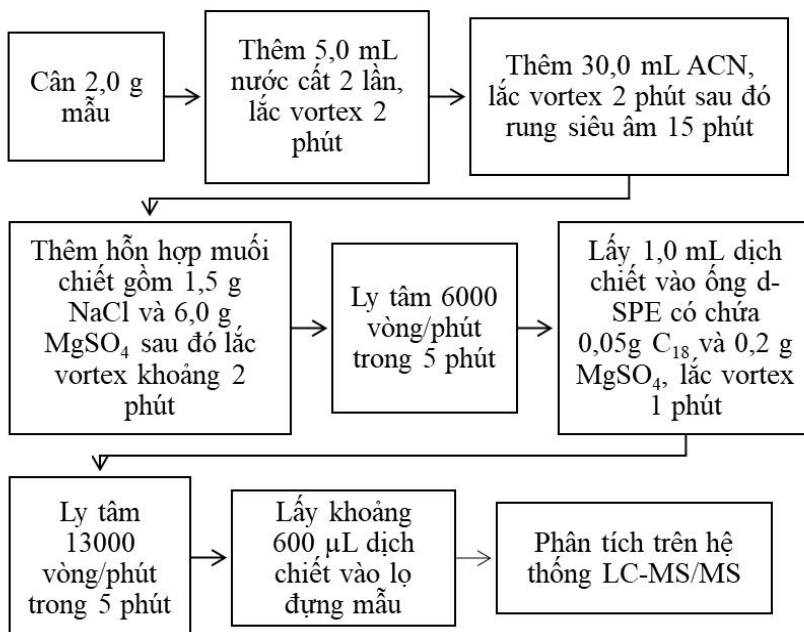 Cân 2,0 g
mẫu
Thêm 5,0 mL
nước cất 2 lần,
lắc vortex 2
phút
Thêm 30,0 mL ACN,
lắc vortex 2 phút sau đó
rung siêu âm 15 phút
Thêm hỗn hợp muối
chiết gồm 1,5 g
NaCl và 6,0 g
MgSO₄ sau đó lắc
vortex khoảng 2
phút
Ly tâm 6000
vòng/phút
trong 5 phút
Lấy 1,0 mL dịch
chiết vào ống d-
SPE có chứa
0,05g C₁₈ và 0,2 g
MgSO₄, lắc vortex
1 phút
Ly tâm
13000
vòng/phút
trong 5 phút
Lấy khoảng
600 µL dịch
chiết vào lọ
đựng mẫu
Phân tích trên hệ
thống LC-MS/MS